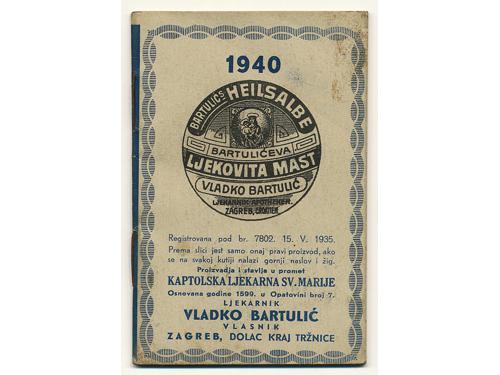 1940
BARTULICS HEILSALBE
BARTULIĆEVA
LJEKOVITA MAST
VLADKO BARTULIĆ
LJEKARNIK APOTHEKER.
ZAGREB, CROATIEN
Registrovana pod br. 7802. 15. V. 1935.
Prema slici jest samo onaj pravi proizvod, ako
se na svakoj kutiji nalazi gornji naslov i žig.
Proizvadja i stavlja u promet
KAPTOLSKA LJEKARNA SV. MARIJE
Osnovana godine 1599. u Opatovini broj 7.
LJEKARNIK
VLADKO BARTULIĆ
VLASNIK
ZAGREB, DOLAC KRAJ TRŽNICE